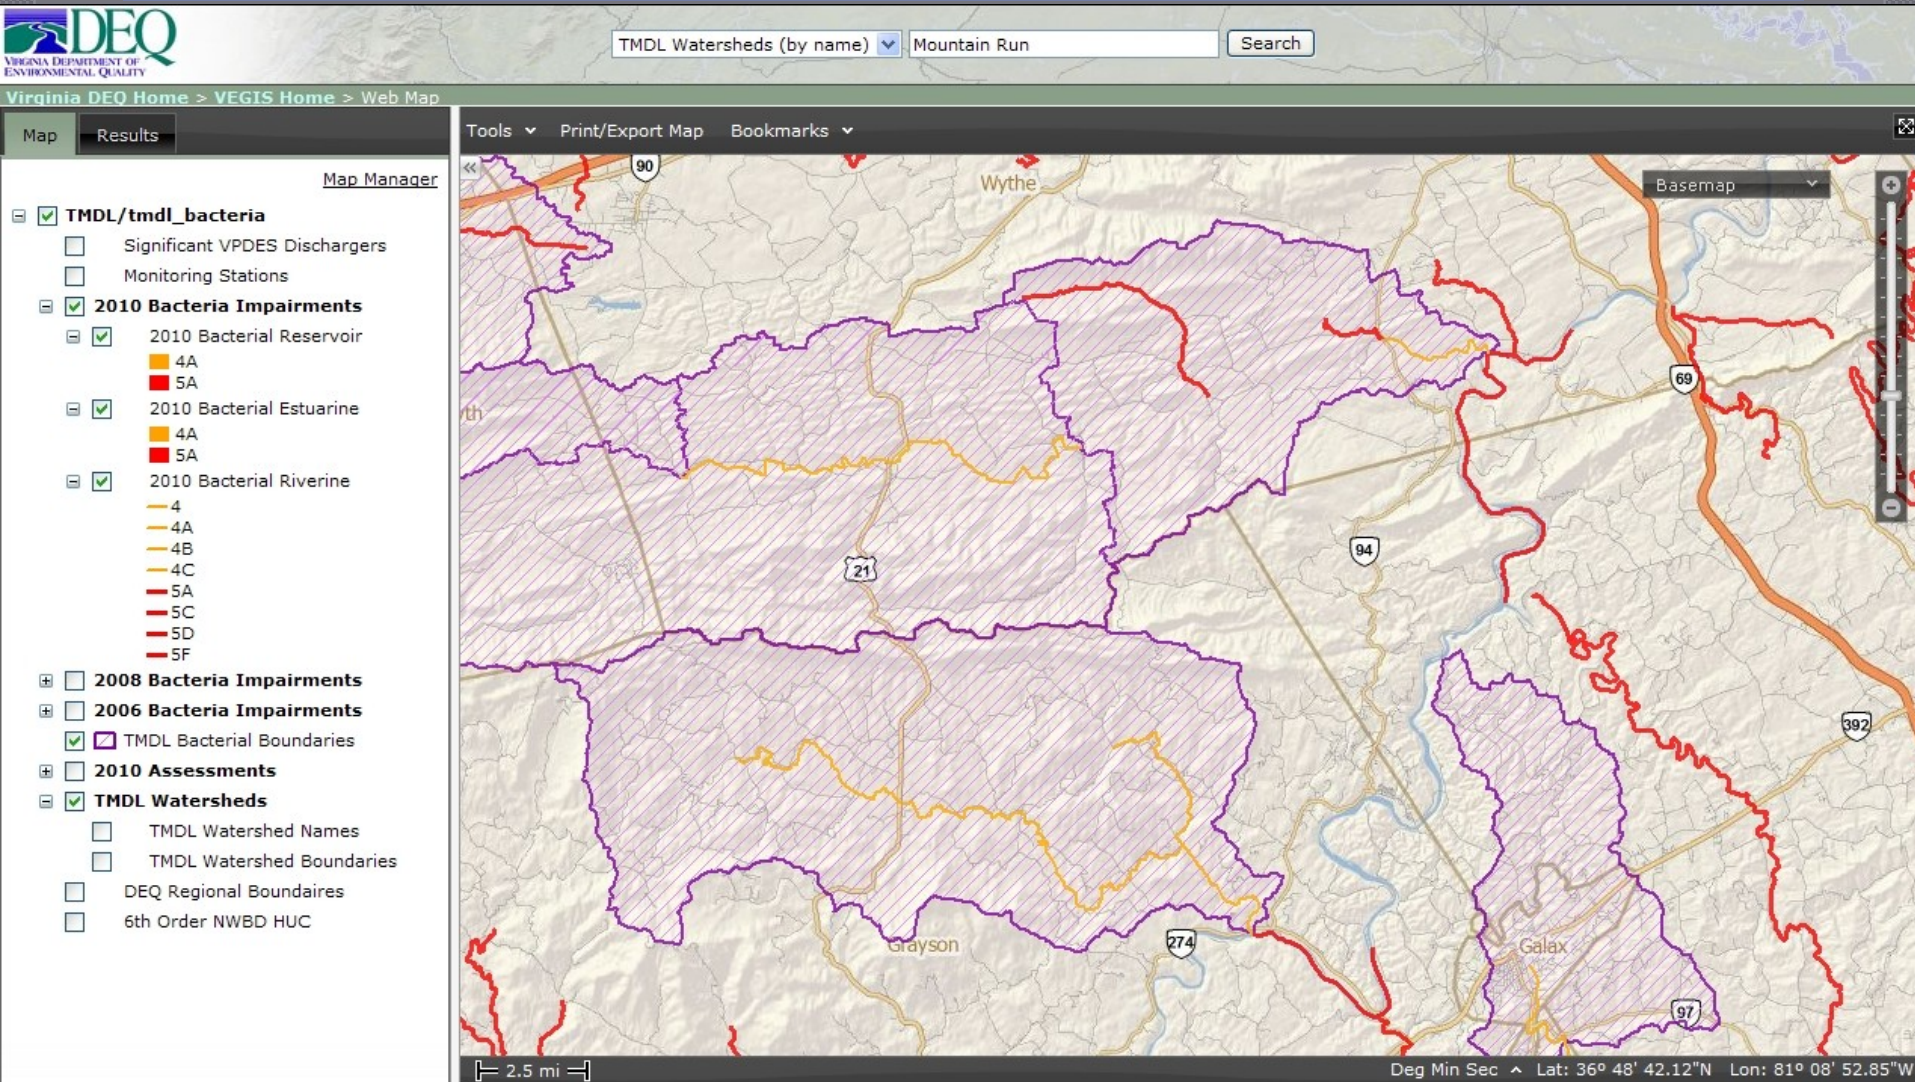 DEQ
VIRGINIA DEPARTMENT OF
ENVIRONMENTAL QUALITY
TMDL Watersheds (by name)
Mountain Run
Search
Virginia DEQ Home > VEGIS Home > Web Map
Map
Results
Tools
Print/Export Map
Bookmarks
Map Manager
TMDL/tmdl_bacteria
Significant VPDES Dischargers
Monitoring Stations
2010 Bacteria Impairments
2010 Bacterial Reservoir
4A
5A
2010 Bacterial Estuarine
4A
5A
2010 Bacterial Riverine
4
4A
4B
4C
5A
5C
5D
5F
2008 Bacteria Impairments
2006 Bacteria Impairments
TMDL Bacterial Boundaries
2010 Assessments
TMDL Watersheds
TMDL Watershed Names
TMDL Watershed Boundaries
DEQ Regional Boundaires
6th Order NWBD HUC
90
Wythe
Basemap
69
yth
21
94
392
Grayson
274
Galax
97
2.5 mi
Deg Min Sec
Lat: 36º 48' 42.12"N Lon: 81º 08' 52.85"W